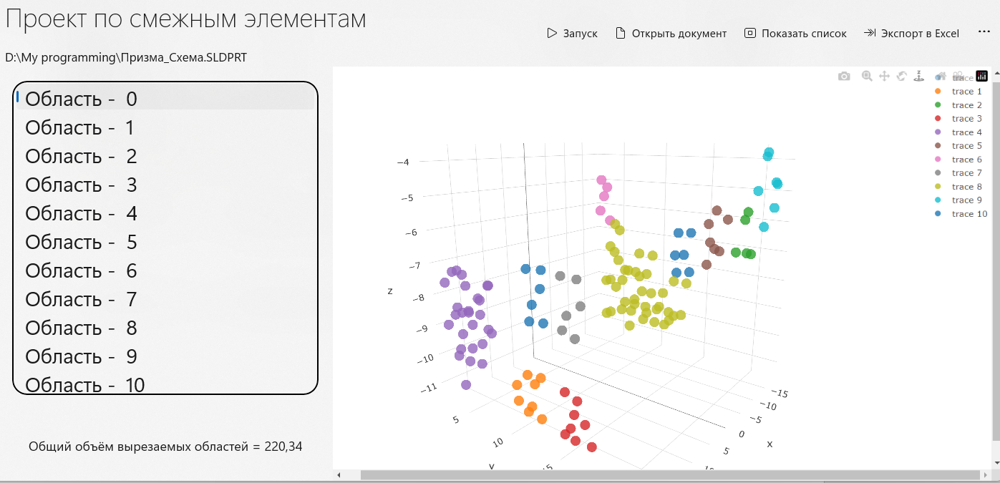 Проект по смежным элементам
Запуск
Открыть документ
Показать список
Экспорт в Excel
D:\My programming\Призма_Схема.SLDPRT
Область - 0
Область - 1
Область - 2
Область - 3
Область - 4
Область - 5
Область - 6
Область - 7
Область - 8
Область - 9
Область - 10
Общий объём вырезаемых областей = 220,34
trace
trace 1
trace 2
trace 3
trace 4
trace 5
trace 6
trace 7
trace 8
trace 9
trace 10
−4
−5
−6
−7
−8
−9
−10
−11
z
5
10
15
y
−15
−10
−5
0
5
10
x